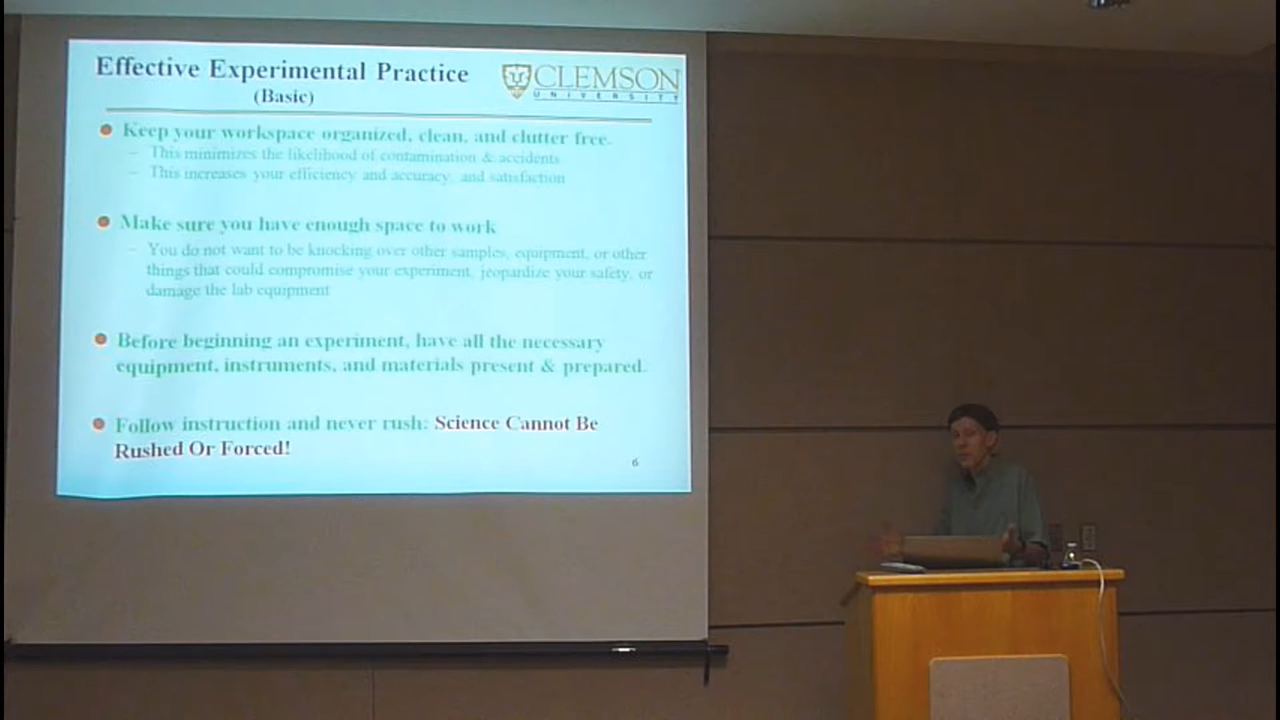 Effective Experimental Practice
(Basic)
CLEMSON
UNIVERSITY
Keep your workspace organized, clean, and clutter free.
– This minimizes the likelihood of contamination & accidents
– This increases your efficiency and accuracy, and satisfaction
Make sure you have enough space to work
– You do not want to be knocking over other samples, equipment, or other
things that could compromise your experiment, jeopardize your safety, or
damage the lab equipment
Before beginning an experiment, have all the necessary
equipment, instruments, and materials present & prepared.
Follow instruction and never rush: Science Cannot Be
Rushed Or Forced!
6